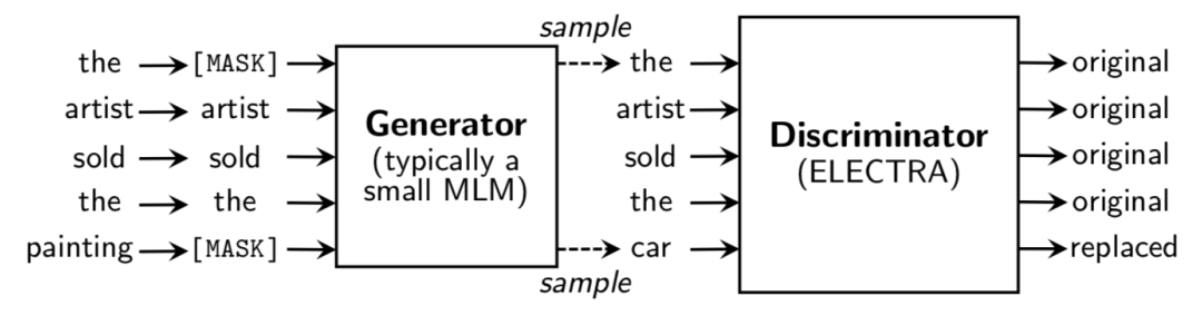 sample
the [MASK] the original
artist artist artist original
Generator
Discriminator
(typically a
sold sold sold original
(ELECTRA)
small MLM)
the the the original
painting [MASK] car replaced
sample